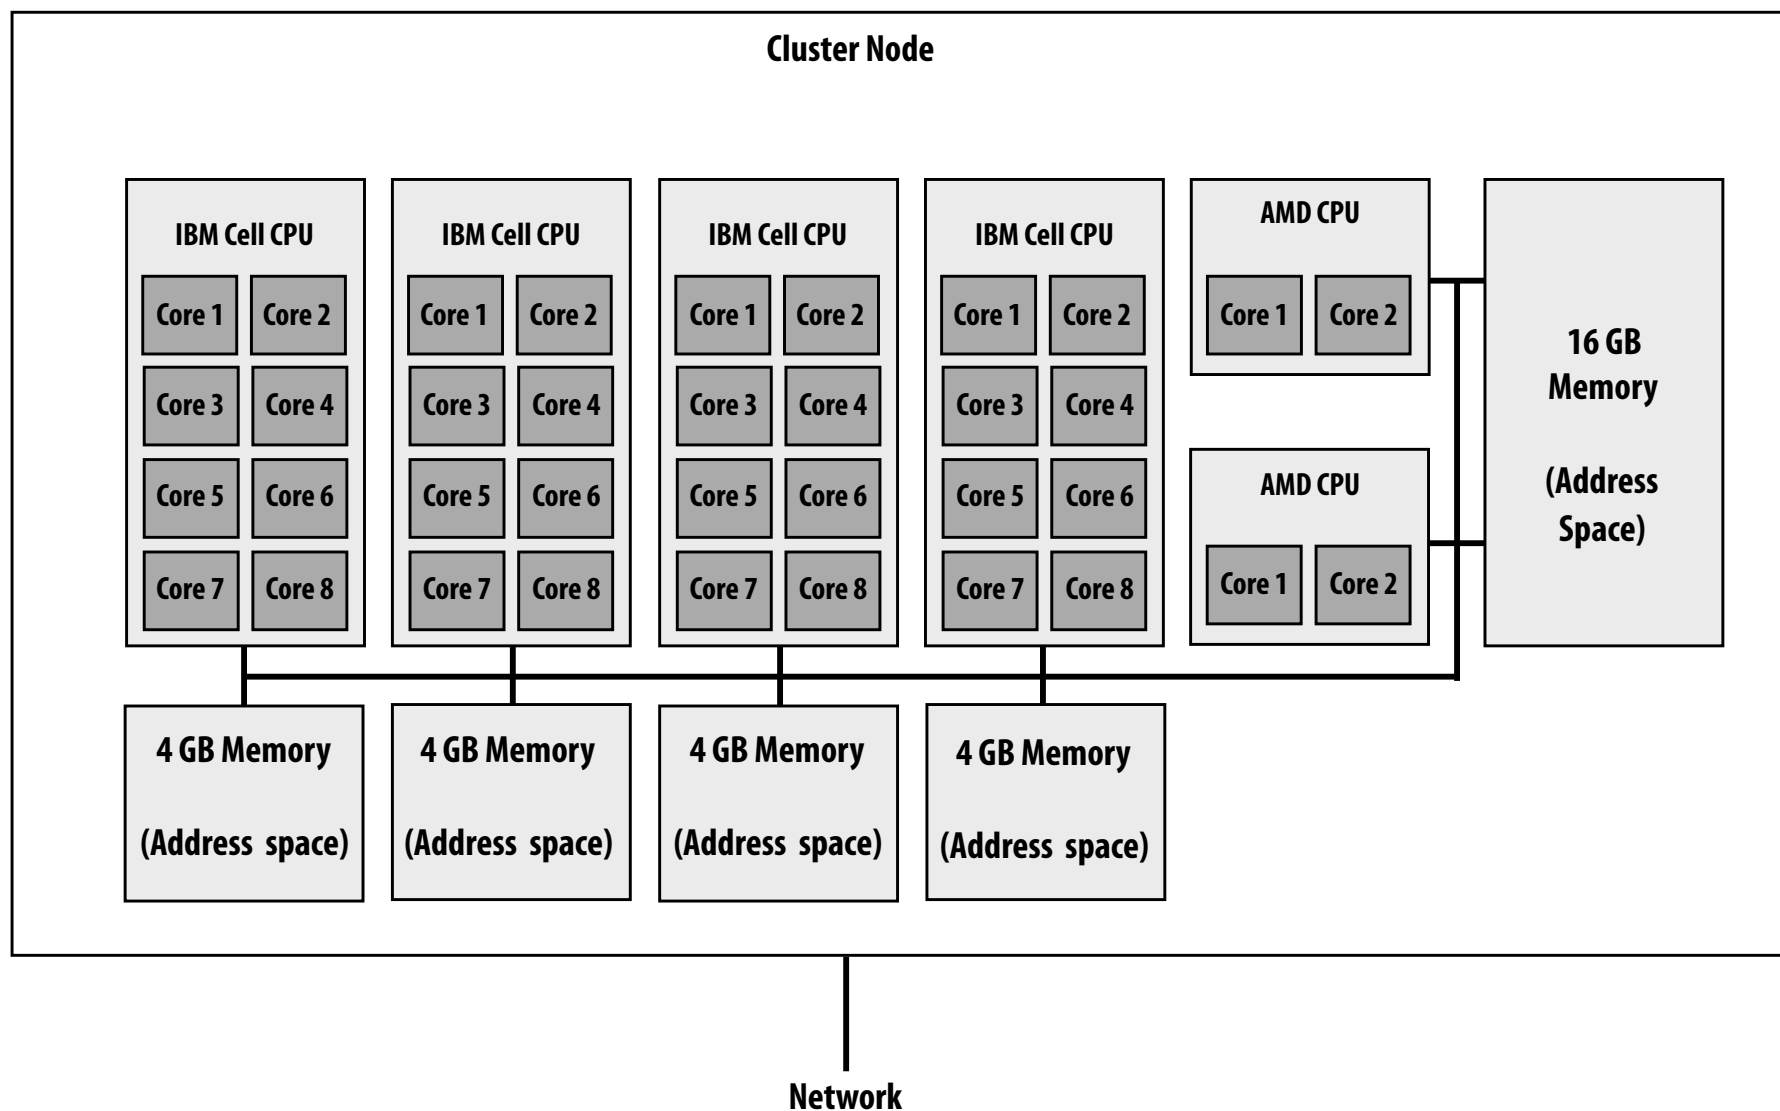 Cluster Node
IBM Cell CPU
Core 1 Core 2
Core 3 Core 4
Core 5 Core 6
Core 7 Core 8
IBM Cell CPU
Core 1 Core 2
Core 3 Core 4
Core 5 Core 6
Core 7 Core 8
IBM Cell CPU
Core 1 Core 2
Core 3 Core 4
Core 5 Core 6
Core 7 Core 8
IBM Cell CPU
Core 1 Core 2
Core 3 Core 4
Core 5 Core 6
Core 7 Core 8
AMD CPU
Core 1 Core 2
AMD CPU
Core 1 Core 2
16 GB
Memory
(Address
Space)
4 GB Memory
(Address space)
4 GB Memory
(Address space)
4 GB Memory
(Address space)
4 GB Memory
(Address space)
Network